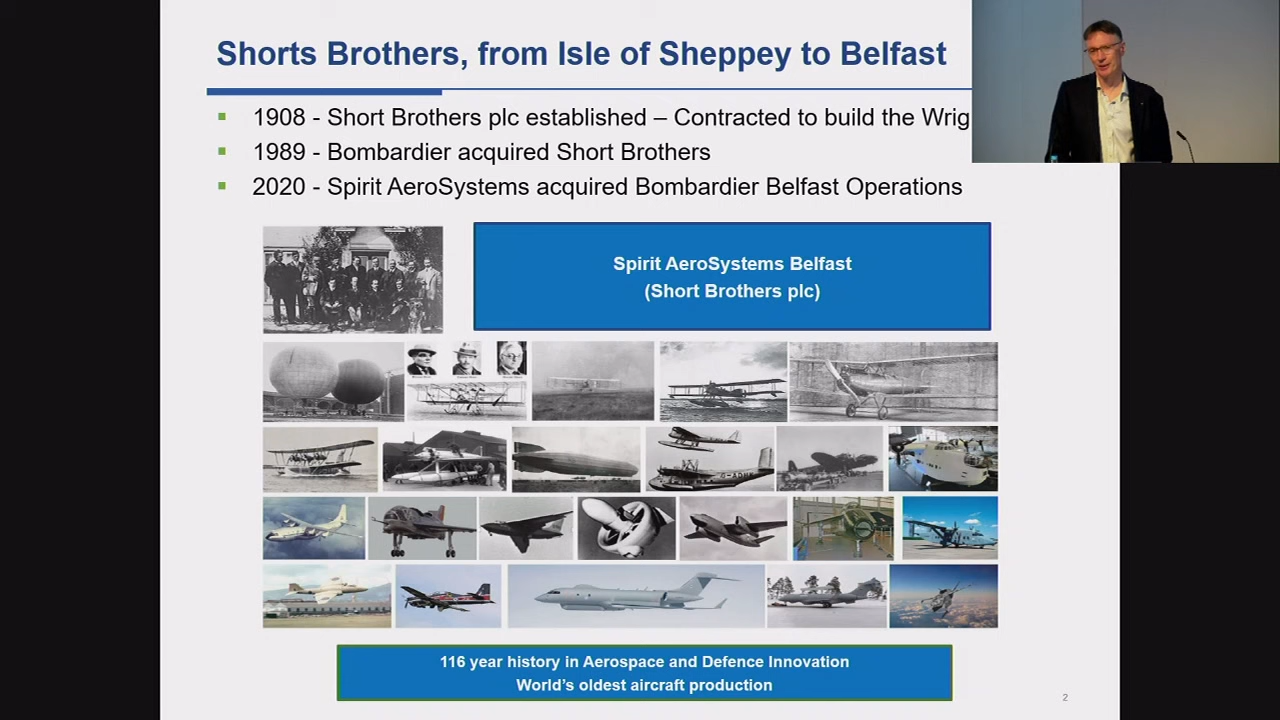 Shorts Brothers, from Isle of Sheppey to Belfast
1908 - Short Brothers plc established – Contracted to build the Wrig
1989 - Bombardier acquired Short Brothers
2020 - Spirit AeroSystems acquired Bombardier Belfast Operations
Spirit AeroSystems Belfast
(Short Brothers plc)
116 year history in Aerospace and Defence Innovation
World's oldest aircraft production
2